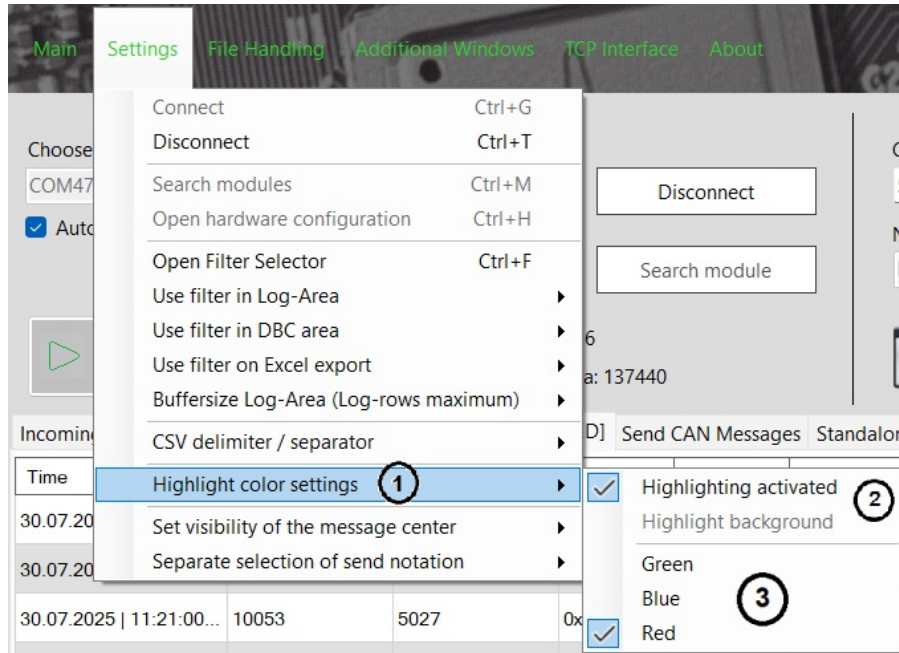 Main Settings File Handling Additional Windows TCP Interface About
Connect Ctrl+G
Choose Disconnect Ctrl+T
COM47 Search modules Ctrl+M Disconnect
Open hardware configuration Ctrl+H
Open Filter Selector Ctrl+F Search module
Use filter in Log-Area
Use filter in DBC area 6
Use filter on Excel export a: 137440
Buffersize Log-Area (Log-rows maximum)
CSV delimiter / separator D] Send CAN Messages
Time Highlight color settings 1 Highlighting activated 2
30.07.20 Highlight background
Set visibility of the message center
30.07.20 Separate selection of send notation Green
30.07.2025 | 11:21:00... 10053 5027 0x Blue 3
Red